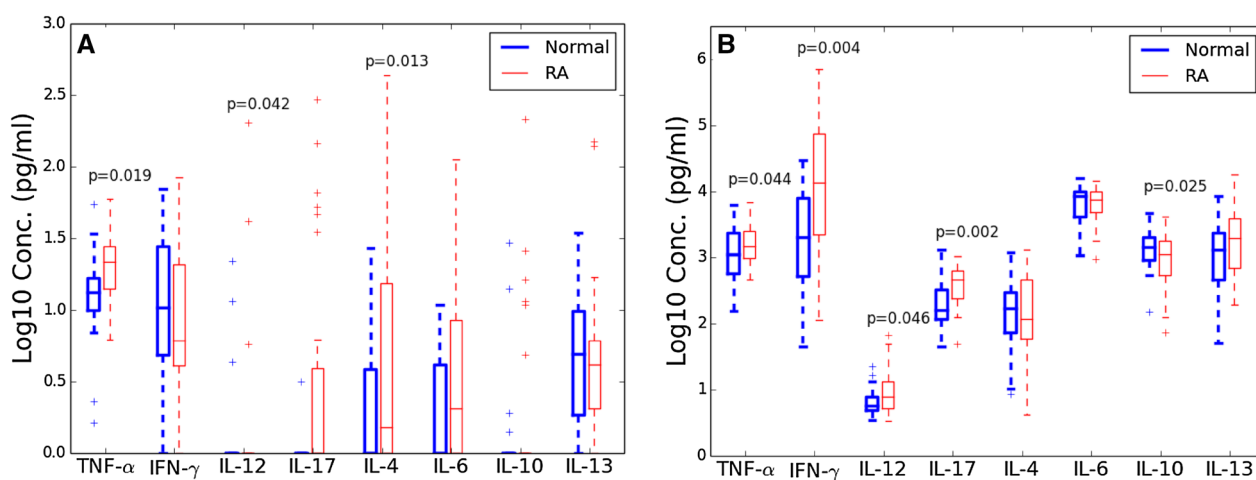 A
Normal
RA
p=0.019
p=0.042
p=0.013
Log10 Conc. (pg/ml)
3.0
2.5
2.0
1.5
1.0
0.5
0.0
TNF-α IFN-γ IL-12 IL-17 IL-4 IL-6 IL-10 IL-13
B
Normal
RA
p=0.044
p=0.004
p=0.046
p=0.002
p=0.025
Log10 Conc. (pg/ml)
6
5
4
3
2
1
0
TNF-α IFN-γ IL-12 IL-17 IL-4 IL-6 IL-10 IL-13